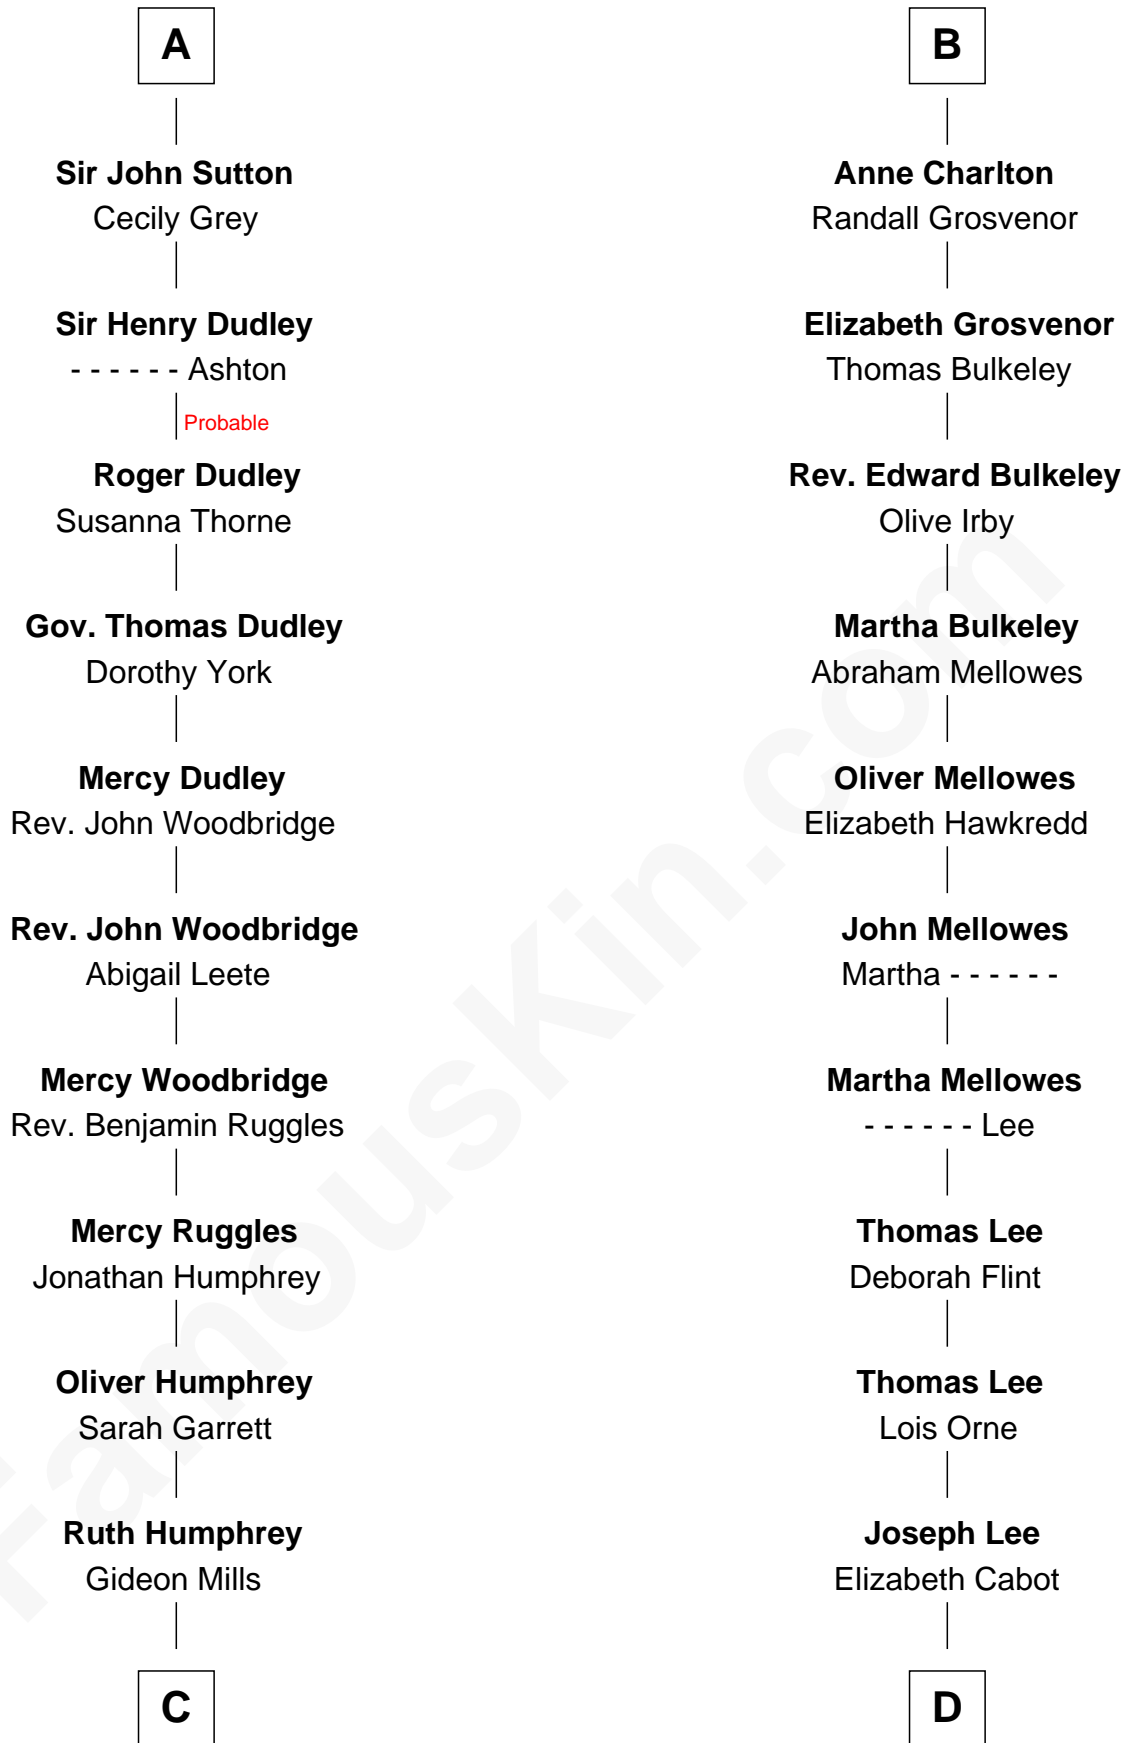 A
Sir John Sutton
Cecily Grey
Sir Henry Dudley
- - - - - - Ashton
Probable
Roger Dudley
Susanna Thorne
Gov. Thomas Dudley
Dorothy York
Mercy Dudley
Rev. John Woodbridge
Rev. John Woodbridge
Abigail Leete
Mercy Woodbridge
Rev. Benjamin Ruggles
Mercy Ruggles
Jonathan Humphrey
Oliver Humphrey
Sarah Garrett
Ruth Humphrey
Gideon Mills
C
B
Anne Charlton
Randall Grosvenor
Elizabeth Grosvenor
Thomas Bulkeley
Rev. Edward Bulkeley
Olive Irby
Martha Bulkeley
Abraham Mellowes
Oliver Mellowes
Elizabeth Hawkredd
John Mellowes
Martha - - - - - -
Martha Mellowes
- - - - - - Lee
Thomas Lee
Deborah Flint
Thomas Lee
Lois Orne
Joseph Lee
Elizabeth Cabot
D
FamousKin.com